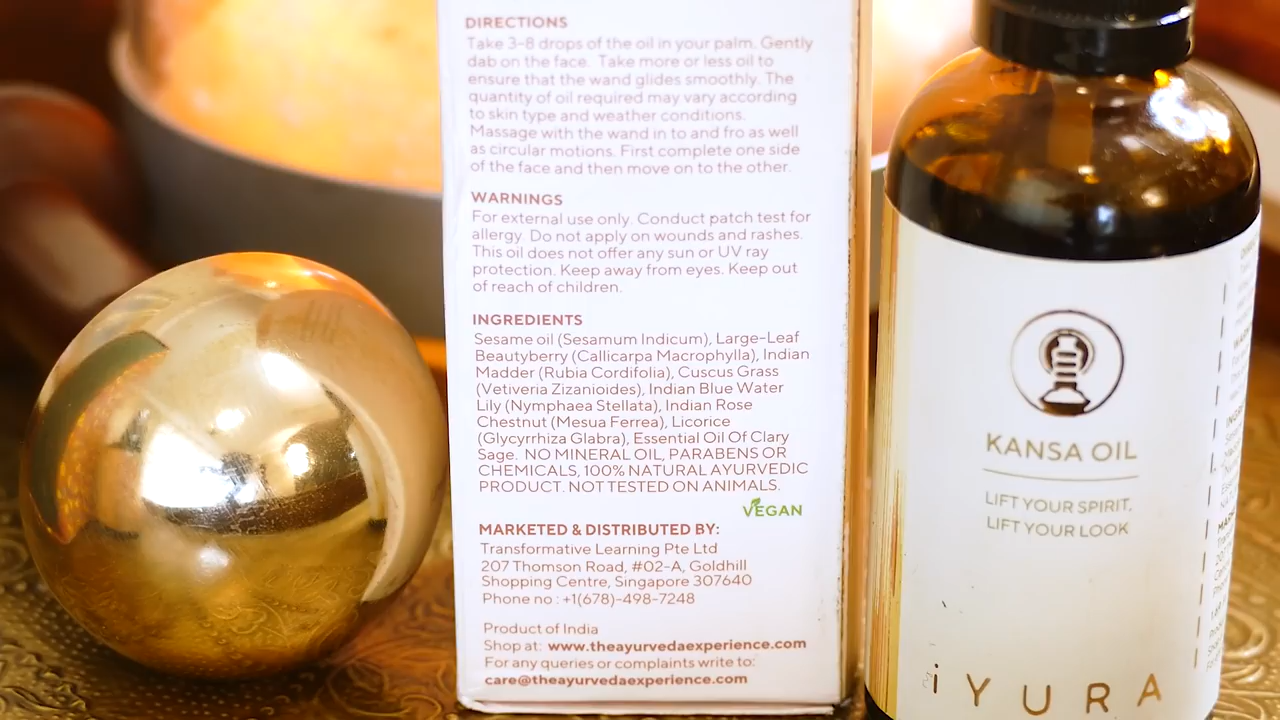 DIRECTIONS
Take 3-8 drops of the oil in your palm. Gently
dab on the face. Take more or less oil to
ensure that the wand glides smoothly. The
quantity of oil required may vary according
to skin type and weather conditions.
Massage with the wand in to and fro as well
as circular motions. First complete one side
of the face and then move on to the other.
WARNINGS
For external use only. Conduct patch test for
allergy. Do not apply on wounds and rashes.
This oil does not offer any sun or UV ray
protection. Keep away from eyes. Keep out
of reach of children.
INGREDIENTS
Sesame oil (Sesamum Indicum), Large-Leaf
Beautyberry (Callicarpa Macrophylla), Indian
Madder (Rubia Cordifolia), Cuscus Grass
(Vetiveria Zizanioides), Indian Blue Water
Lily (Nymphaea Stellata), Indian Rose
Chestnut (Mesua Ferrea), Licorice
(Glycyrrhiza Glabra), Essential Oil Of Clary
Sage. NO MINERAL OIL, PARABENS OR
CHEMICALS, 100% NATURAL AYURVEDIC
PRODUCT. NOT TESTED ON ANIMALS.
VEGAN
MARKETED & DISTRIBUTED BY:
Transformative Learning Pte Ltd
207 Thomson Road, #02-A, Goldhill
Shopping Centre, Singapore 307640
Phone no : +1(678)-498-7248
Product of India
Shop at: www.theayurvedaexperience.com
For any queries or complaints write to:
care@theayurvedaexperience.com
KANSA OIL
LIFT YOUR SPIRIT.
LIFT YOUR LOOK
iYURA